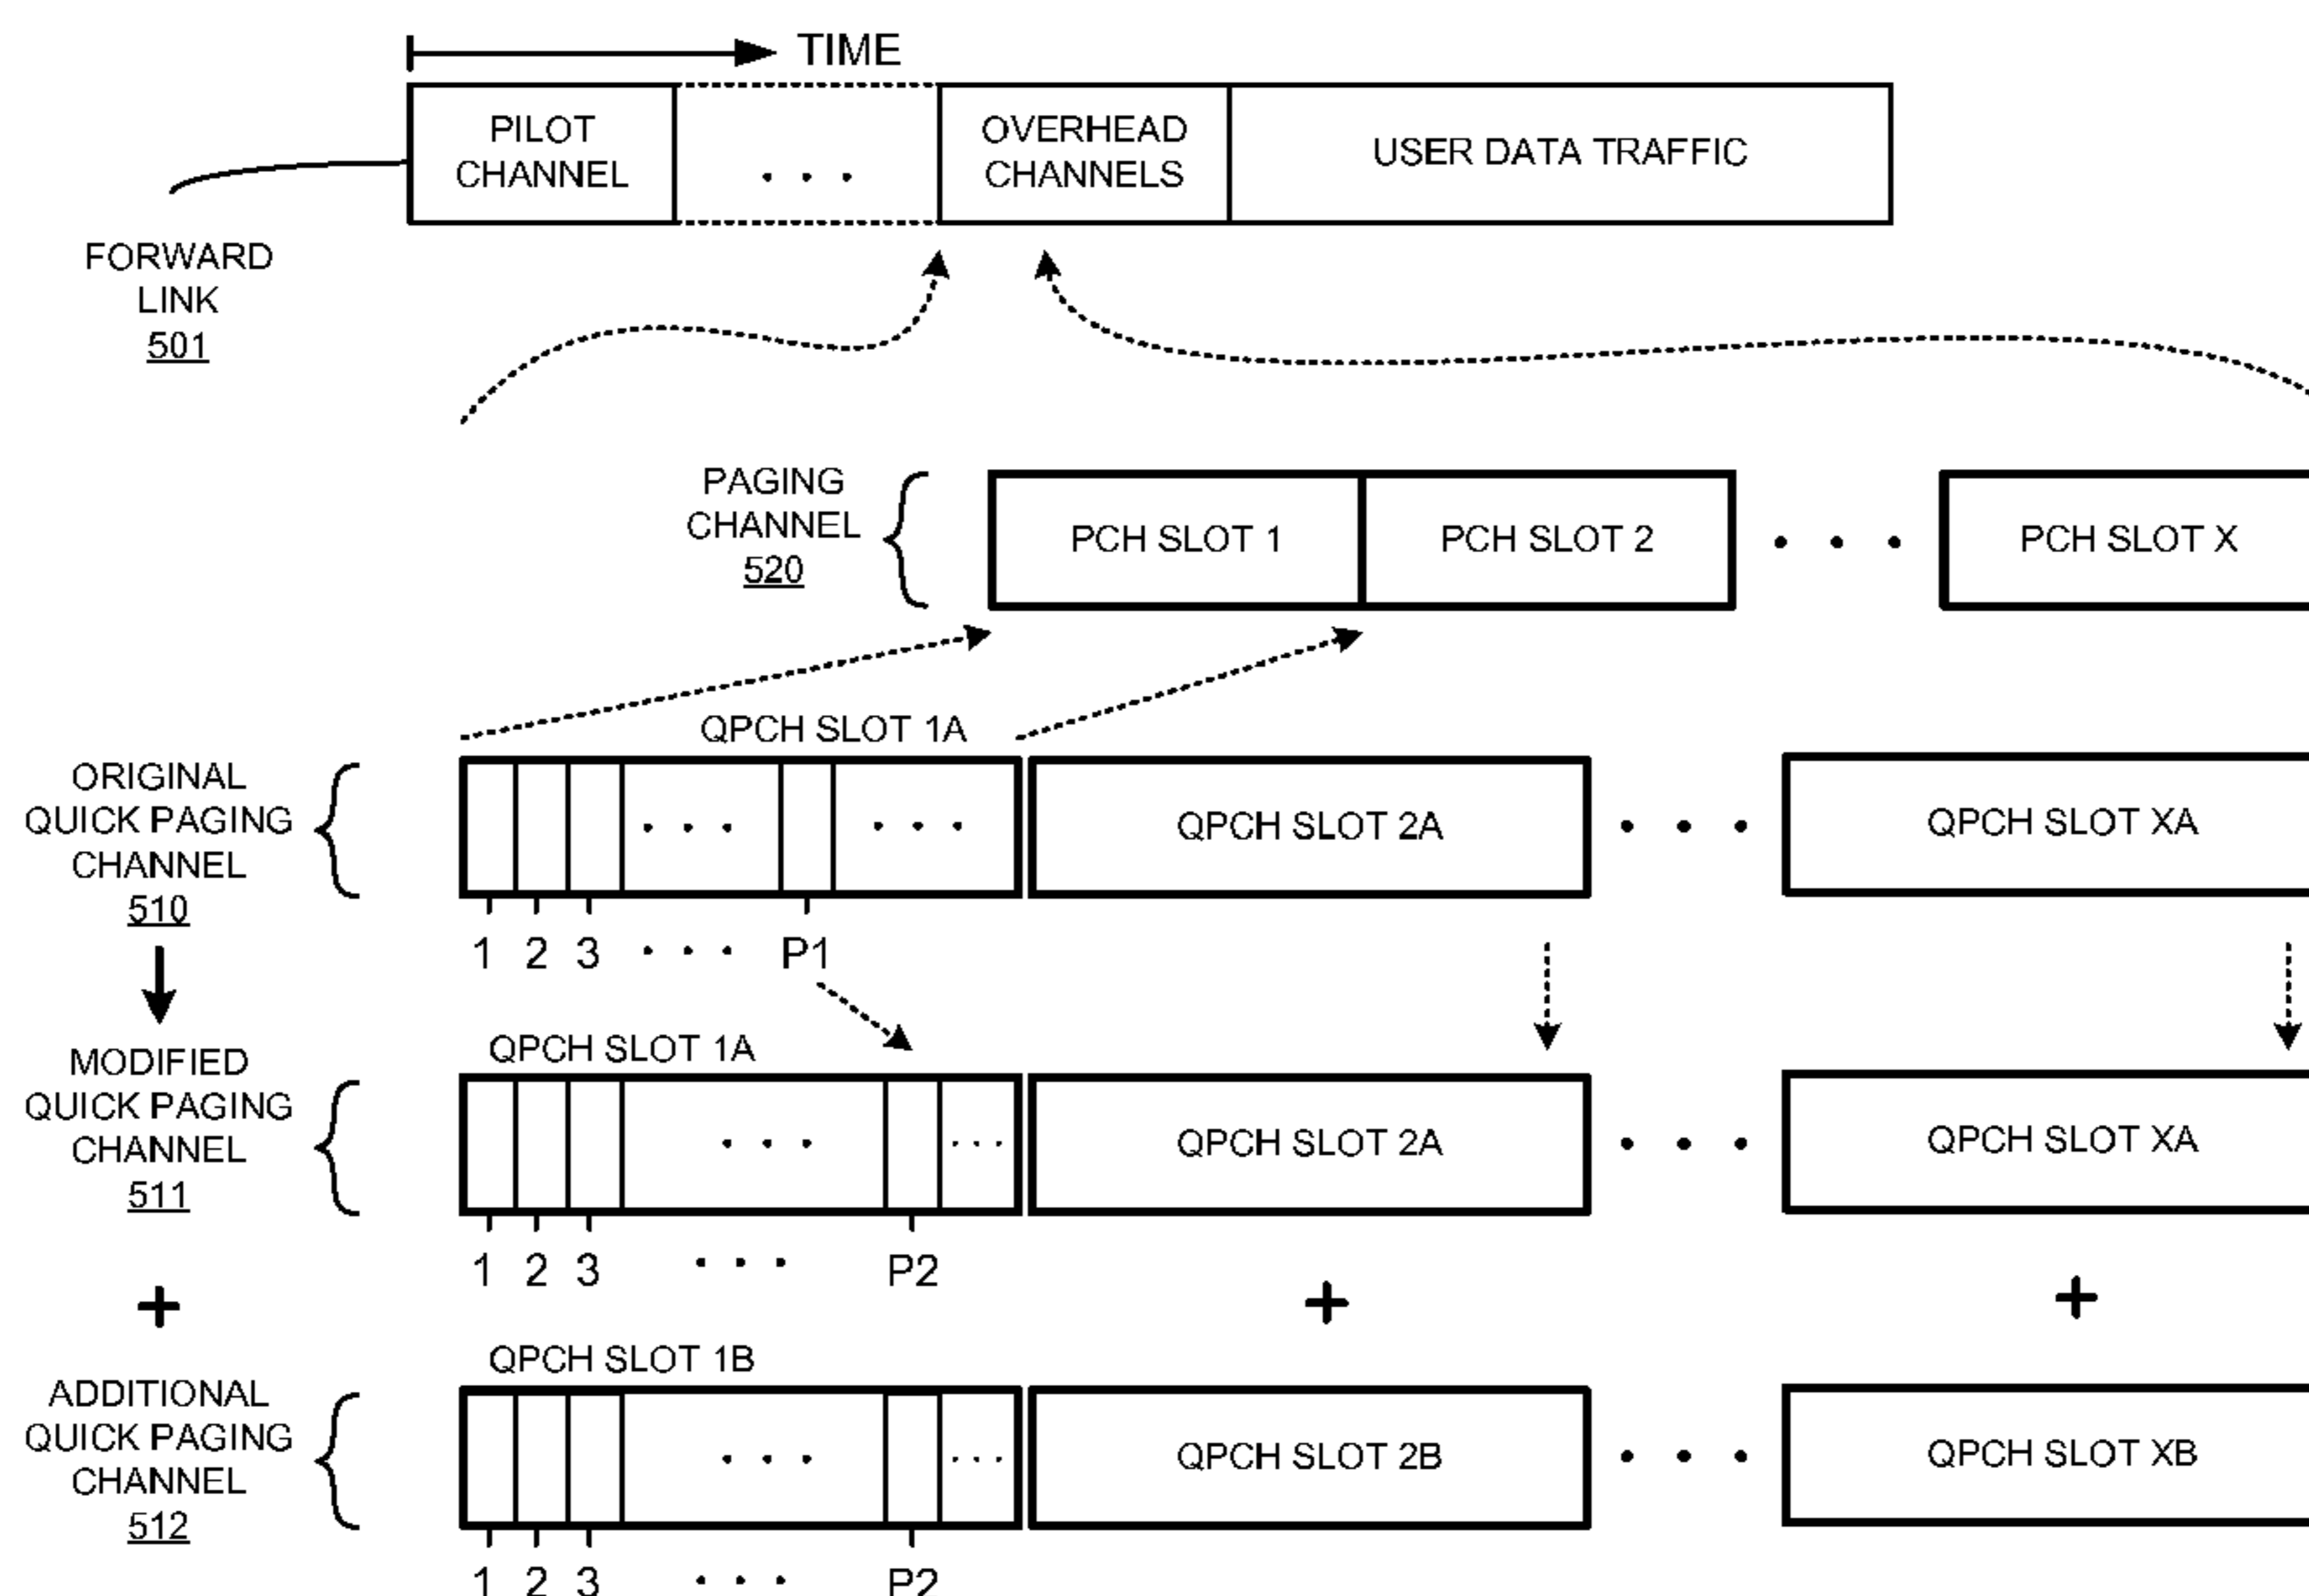 TIME
PILOT
CHANNEL
. . .
OVERHEAD
CHANNELS
USER DATA TRAFFIC
FORWARD
LINK
501
PAGING
CHANNEL
520
PCH SLOT 1
PCH SLOT 2
. . .
PCH SLOT X
QPCH SLOT 1A
ORIGINAL
QUICK PAGING
CHANNEL
510
. . .
. . .
QPCH SLOT 2A
. . .
QPCH SLOT XA
1 2 3 . . . P1
QPCH SLOT 1A
MODIFIED
QUICK PAGING
CHANNEL
511
. . .
. . .
QPCH SLOT 2A
. . .
QPCH SLOT XA
1 2 3 . . . P2
+ + +
QPCH SLOT 1B
ADDITIONAL
QUICK PAGING
CHANNEL
512
. . .
. . .
QPCH SLOT 2B
. . .
QPCH SLOT XB
1 2 3 . . . P2